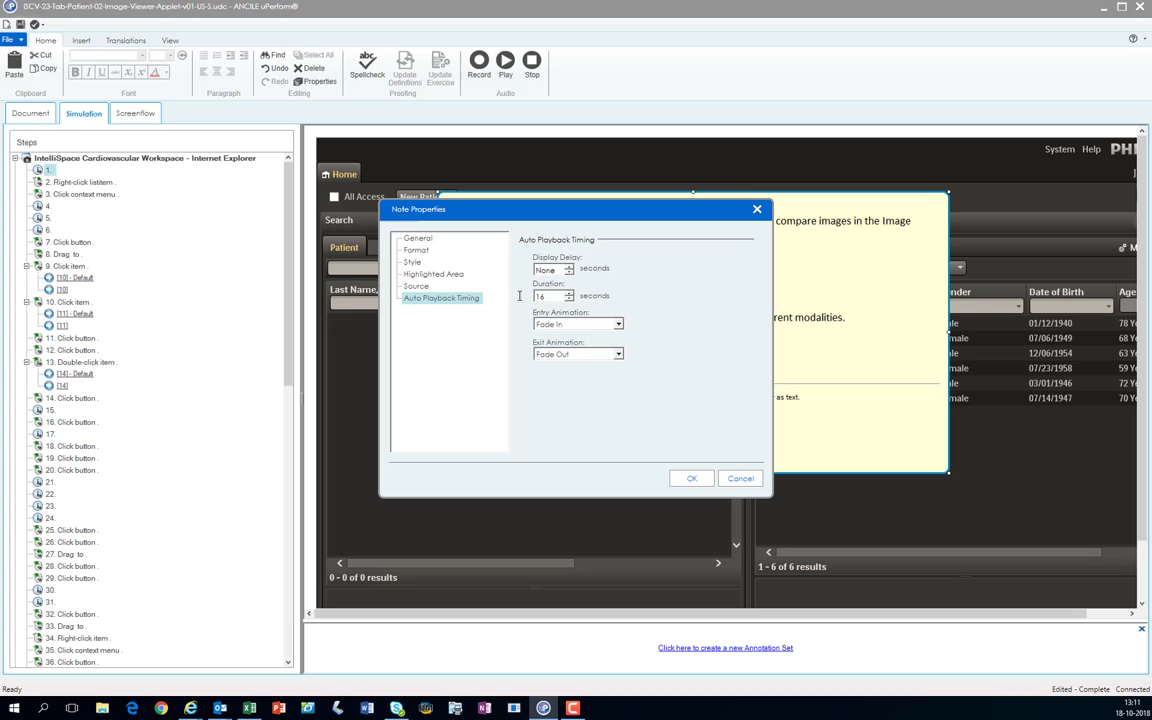 ISCV-23-Tab-Patient-02-Image-Viewer-Applet-v01-US-S.udc - ANCILE uPerform®
File Home Insert Translations View
Paste
Cut
Copy
Clipboard
B I U abc X² X₂ A
Font
Paragraph
Find Select All
Undo Delete
Redo Properties
Editing
Spellcheck
Update Definitions
Update Exercise
Proofing
Record
Play
Stop
Audio
Document Simulation Screenflow
Steps
IntelliSpace Cardiovascular Workspace - Internet Explorer
1.
2. Right-click listitem .
3. Click context menu .
4.
5.
6.
7. Click button .
8. Drag to .
9. Click item .
[10] - Default
[10]
10. Click item .
[11] - Default
[11]
11. Click button .
12. Click button .
13. Double-click item .
[14] - Default
[14]
14. Click button .
15.
16. Click button .
17.
18. Click button .
19. Click button .
20. Click button .
21.
22.
23.
24.
25. Click button .
26. Click button .
27. Drag to .
28. Click button .
29. Click button .
30.
31.
32. Click button .
33. Drag to .
34. Right-click item .
35. Click context menu .
36. Click button .
System Help PHI
Home
All Access New Pati
Search
Patient
Last Name,
0 - 0 of 0 results
compare images in the Image
rent modalities.
as text.
M
nder Date of Birth Age
le 01/12/1940 78 Ye
male 07/06/1949 68 Ye
male 12/06/1954 63 Ye
male 07/23/1958 59 Ye
male 03/01/1946 72 Ye
male 07/14/1947 70 Ye
1 - 6 of 6 results
Note Properties
General
Format
Style
Highlighted Area
Source
Auto Playback Timing
Auto Playback Timing
Display Delay:
None seconds
Duration:
16 seconds
Entry Animation:
Fade In
Exit Animation:
Fade Out
OK Cancel
Click here to create a new Annotation Set
Ready
Edited - Complete Connected
13:11
18-10-2018